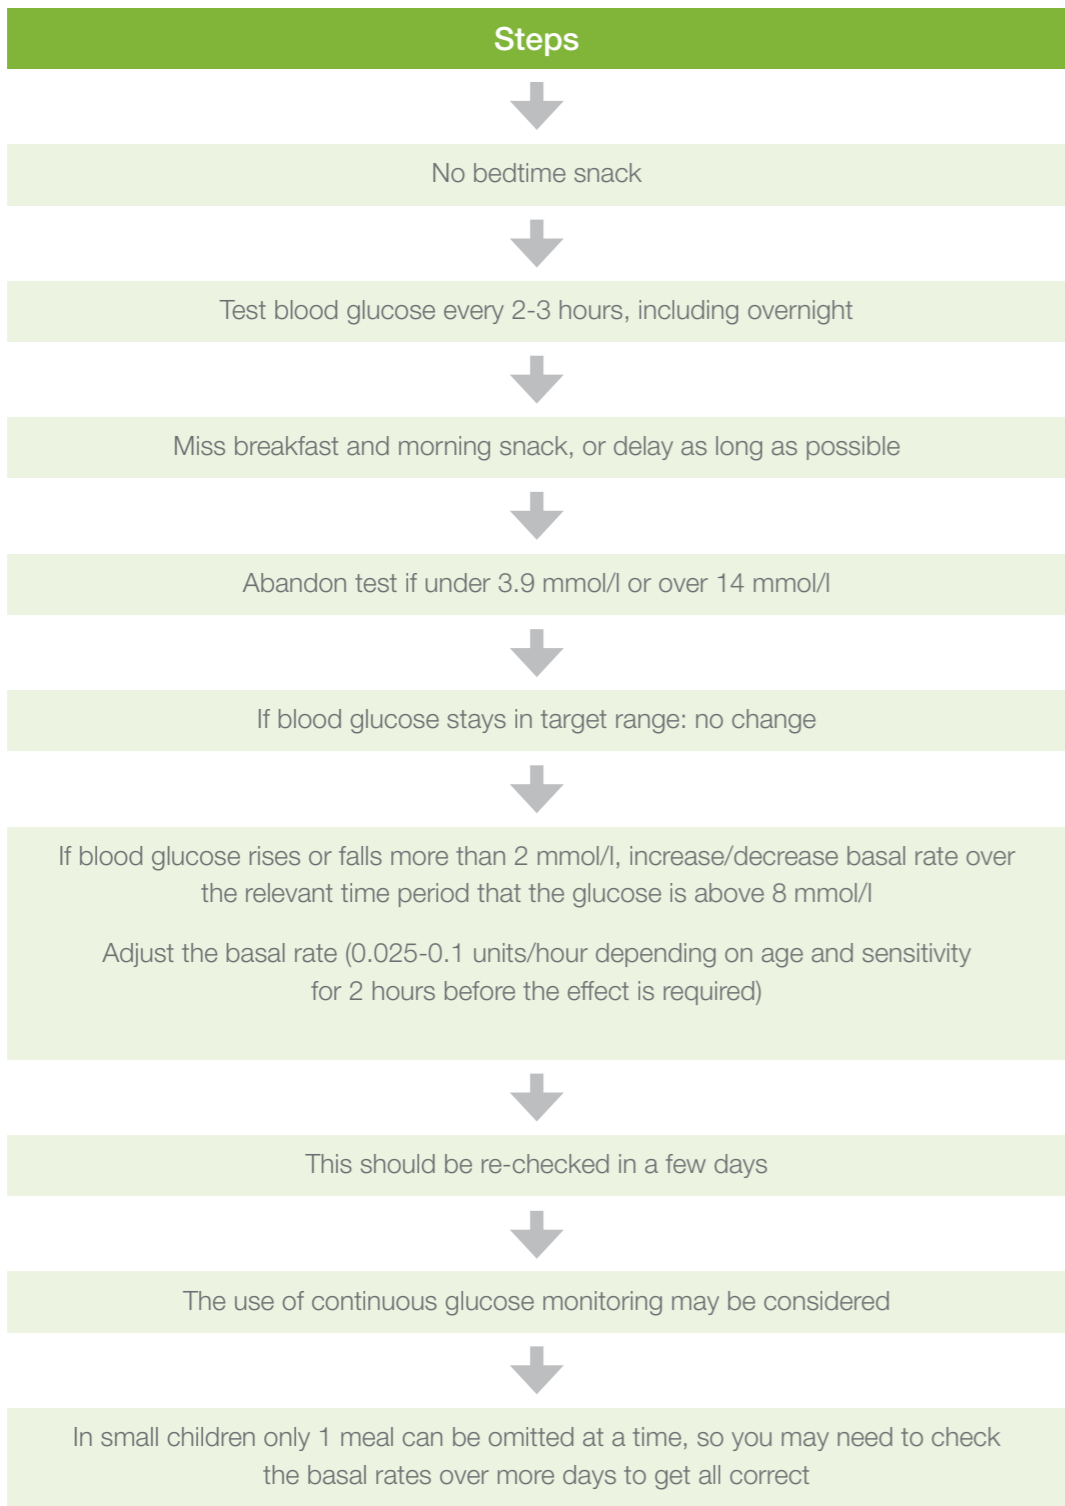 Steps
No bedtime snack
Test blood glucose every 2-3 hours, including overnight
Miss breakfast and morning snack, or delay as long as possible
Abandon test if under 3.9 mmol/l or over 14 mmol/l
If blood glucose stays in target range: no change
If blood glucose rises or falls more than 2 mmol/l, increase/decrease basal rate over
the relevant time period that the glucose is above 8 mmol/l
Adjust the basal rate (0.025-0.1 units/hour depending on age and sensitivity
for 2 hours before the effect is required)
This should be re-checked in a few days
The use of continuous glucose monitoring may be considered
In small children only 1 meal can be omitted at a time, so you may need to check
the basal rates over more days to get all correct